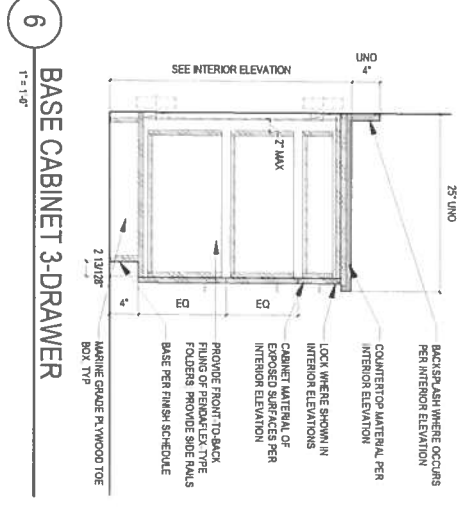 UNO
4"
SEE INTERIOR ELEVATION
25" UNO
2" MAX
BACKSPLASH WHERE OCCURS
PER INTERIOR ELEVATION
COUNTERTOP MATERIAL PER
INTERIOR ELEVATION
LOCK WHERE SHOWN IN
INTERIOR ELEVATIONS
CABINET MATERIAL OF
EXPOSED SURFACES PER
INTERIOR ELEVATION
PROVIDE FRONT-TO-BACK
FILING OF PENDAFLEX-TYPE
FOLDERS. PROVIDE SIDE RAILS
BASE PER FINISH SCHEDULE
MARINE GRADE PLYWOOD TOE
BOX, TYP
EQ
EQ
4"
2 13/128"
6
BASE CABINET 3-DRAWER
1" = 1'-0"